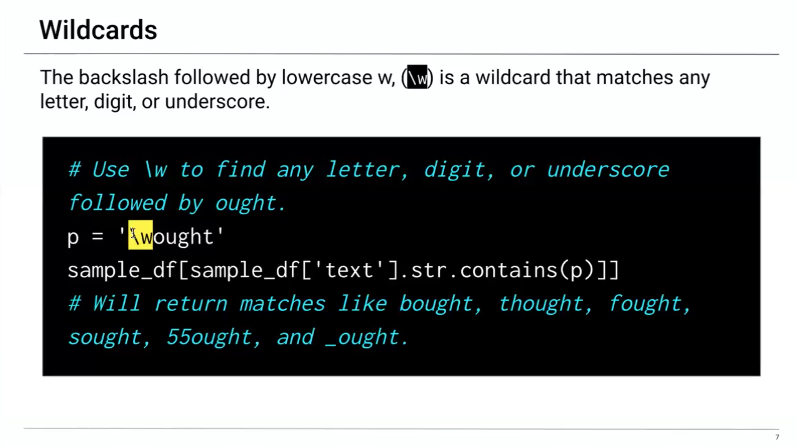 Wildcards
The backslash followed by lowercase w, (\w) is a wildcard that matches any
letter, digit, or underscore.
# Use \w to find any letter, digit, or underscore
followed by ought.
p = '\wought'
sample_df[sample_df['text'].str.contains(p)]]
# Will return matches like bought, thought, fought,
sought, 55ought, and _ought.
7